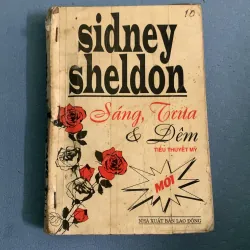 10
sidney
sheldon
Sáng, Trưa
& Đêm
TIỂU THUYẾT MỸ
MỚI
NHÀ XUẤT BẢN LAO ĐỘNG